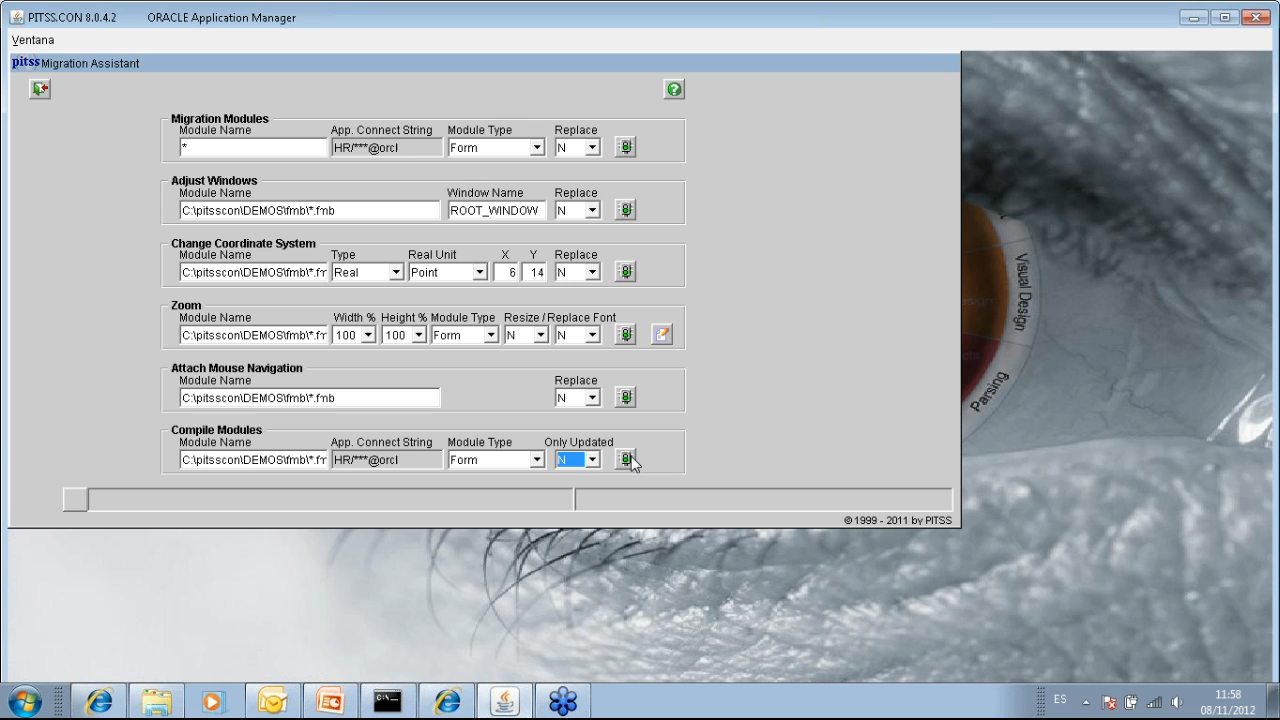 PITSS.CON 8.0.4.2 ORACLE Application Manager
Ventana
pitss Migration Assistant
Migration Modules
Module Name App. Connect String Module Type Replace
* HR/***@orcl Form N
Adjust Windows
Module Name Window Name Replace
C:\pitsscon\DEMOS\fmb\*.fmb ROOT_WINDOW N
Change Coordinate System
Module Name Type Real Unit X Y Replace
C:\pitsscon\DEMOS\fmb\*.fm Real Point 6 14 N
Zoom
Module Name Width % Height % Module Type Resize / Replace Font
C:\pitsscon\DEMOS\fmb\*.fm 100 100 Form N N
Attach Mouse Navigation
Module Name Replace
C:\pitsscon\DEMOS\fmb\*.fmb N
Compile Modules
Module Name App. Connect String Module Type Only Updated
C:\pitsscon\DEMOS\fmb\*.fm HR/***@orcl Form N
© 1999 - 2011 by PITSS
Visual Design
Parsing
ES
11:58
08/11/2012